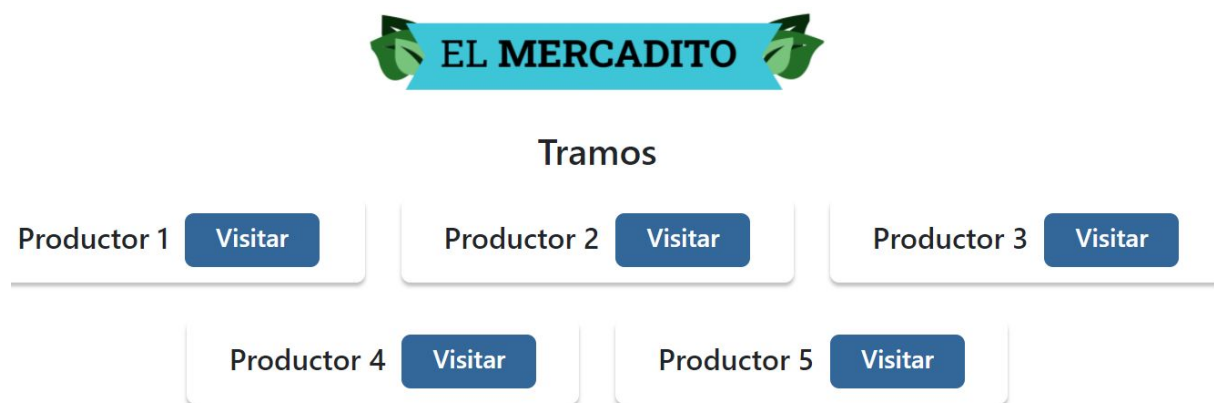 EL MERCADITO
Tramos
Productor 1 Visitar Productor 2 Visitar Productor 3 Visitar
Productor 4 Visitar Productor 5 Visitar